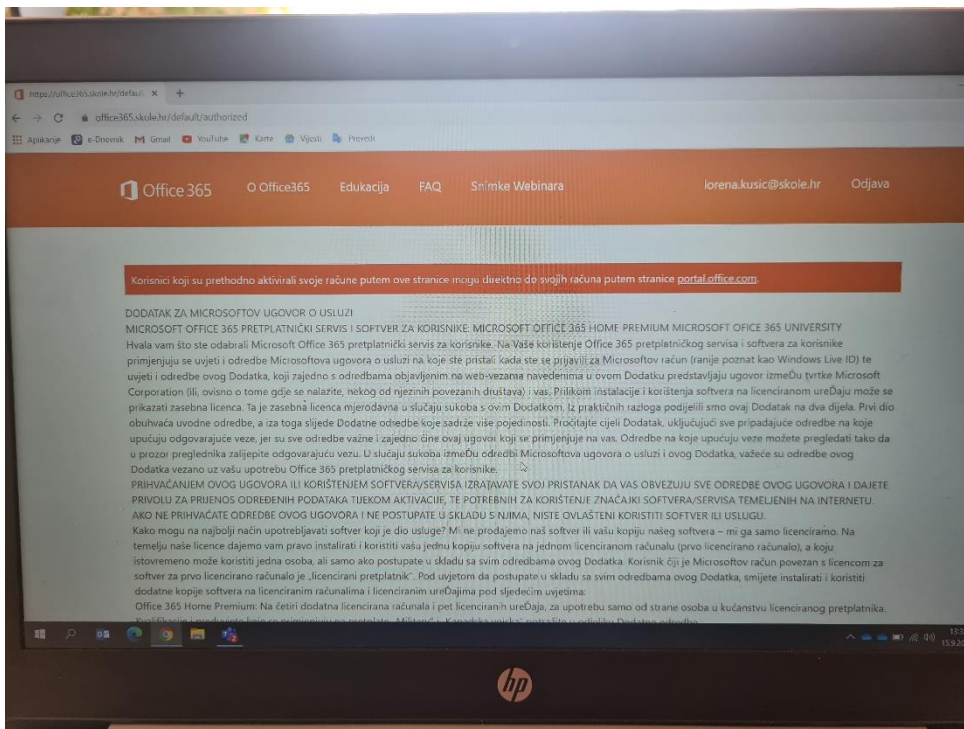 https://office365.skole.hr/default
office365.skole.hr/default/authorized
Aplikacije e-Dnevnik Gmail YouTube Karte Vijesti Prevedi
Office 365 O Office365 Edukacija FAQ Snimke Webinara lorena.kusic@skole.hr Odjava
Korisnici koji su prethodno aktivirali svoje račune putem ove stranice mogu direktno do svojih računa putem stranice portal.office.com.
DODATAK ZA MICROSOFTOV UGOVOR O USLUZI
MICROSOFT OFFICE 365 PRETPLATNIČKI SERVIS I SOFTVER ZA KORISNIKE: MICROSOFT OFFICE 365 HOME PREMIUM MICROSOFT OFICE 365 UNIVERSITY
Hvala vam što ste odabrali Microsoft Office 365 pretplatnički servis za korisnike. Na Vaše korištenje Office 365 pretplatničkog servisa i softvera za korisnike
primjenjuju se uvjeti i odredbe Microsoftova ugovora o usluzi na koje ste pristali kada ste se prijavili za Microsoftov račun (ranije poznat kao Windows Live ID) te
uvjeti i odredbe ovog Dodatka, koji zajedno s odredbama objavljenim na web-vezama navedenima u ovom Dodatku predstavljaju ugovor izmeĐu tvrtke Microsoft
Corporation (ili, ovisno o tome gdje se nalazite, nekog od njezinih povezanih društava) i vas. Prilikom instalacije i korištenja softvera na licenciranom ureĐaju može se
prikazati zasebna licenca. Ta je zasebna licenca mjerodavna u slučaju sukoba s ovim Dodatkom. Iz praktičnih razloga podijelili smo ovaj Dodatak na dva dijela. Prvi dio
obuhvaća uvodne odredbe, a iza toga slijede Dodatne odredbe koje sadrže više pojedinosti. Pročitajte cijeli Dodatak, uključujući sve pripadajuće odredbe na koje
upućuju odgovarajuće veze, jer su sve odredbe važne i zajedno čine ovaj ugovor koji se primjenjuje na vas. Odredbe na koje upućuju veze možete pregledati tako da
u prozor preglednika zalijepite odgovarajuću vezu. U slučaju sukoba izmeĐu odredbi Microsoftova ugovora o usluzi i ovog Dodatka, važeće su odredbe ovog
Dodatka vezano uz vašu upotrebu Office 365 pretplatničkog servisa za korisnike.
PRIHVAĆANJEM OVOG UGOVORA ILI KORIŠTENJEM SOFTVERA/SERVISA IZRAŽAVATE SVOJ PRISTANAK DA VAS OBVEZUJU SVE ODREDBE OVOG UGOVORA I DAJETE
PRIVOLU ZA PRIJENOS ODREĐENIH PODATAKA TIJEKOM AKTIVACIJE, TE POTREBNIH ZA KORIŠTENJE ZNAČAJKI SOFTVERA/SERVISA TEMELJENIH NA INTERNETU.
AKO NE PRIHVAĆATE ODREDBE OVOG UGOVORA I NE POSTUPATE U SKLADU S NJIMA, NISTE OVLAŠTENI KORISTITI SOFTVER ILI USLUGU.
Kako mogu na najbolji način upotrebljavati softver koji je dio usluge? Mi ne prodajemo naš softver ili vašu kopiju našeg softvera – mi ga samo licenciramo. Na
temelju naše licence dajemo vam pravo instalirati i koristiti vašu jednu kopiju softvera na jednom licenciranom računalu (prvo licencirano računalo), a koju
istovremeno može koristiti jedna osoba, ali samo ako postupate u skladu sa svim odredbama ovog Dodatka. Korisnik čiji je Microsoftov račun povezan s licencom za
softver za prvo licencirano računalo je „licencirani pretplatnik“. Pod uvjetom da postupate u skladu sa svim odredbama ovog Dodatka, smijete instalirati i koristiti
dodatne kopije softvera na licenciranim računalima i licenciranim ureĐajima pod sljedećim uvjetima:
Office 365 Home Premium: Na četiri dodatna licencirana računala i pet licenciranih ureĐaja, za upotrebu samo od strane osoba u kućanstvu licenciranog pretplatnika.
hp